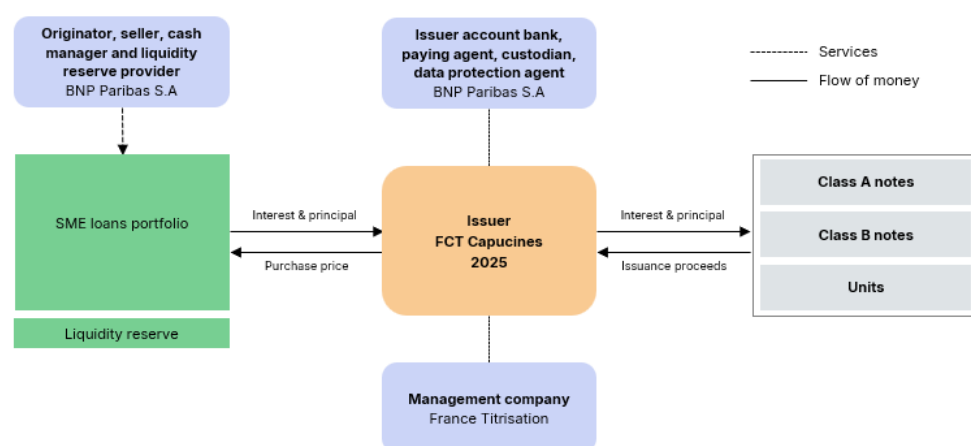 Originator, seller, cash
manager and liquidity
reserve provider
BNP Paribas S.A
Issuer account bank,
paying agent, custodian,
data protection agent
BNP Paribas S.A
Services
Flow of money
SME loans portfolio
Liquidity reserve
Interest & principal
Purchase price
Issuer
FCT Capucines
2025
Interest & principal
Issuance proceeds
Class A notes
Class B notes
Units
Management company
France Titrisation